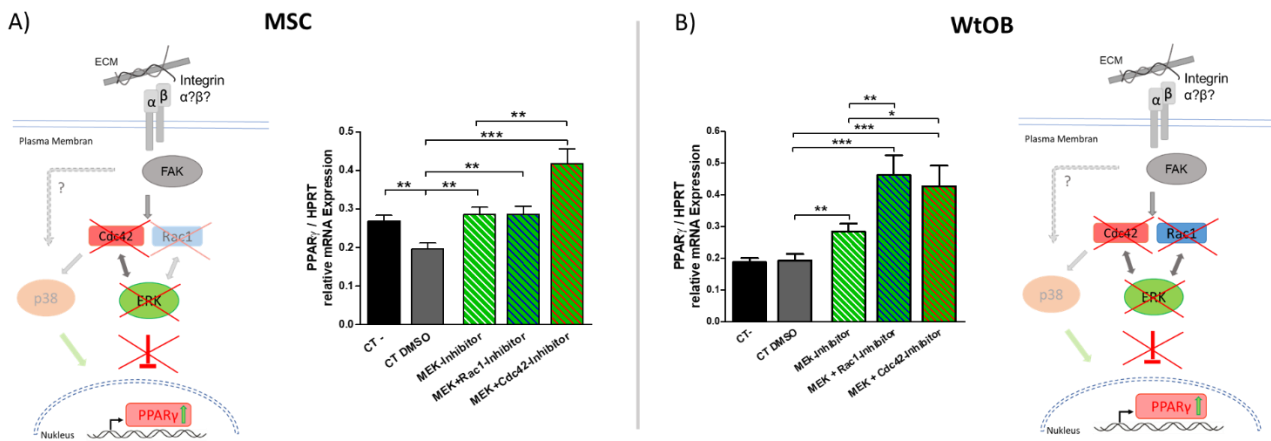 A)
MSC
ECM
Integrin
α?β?
α
β
Plasma Membran
FAK
?
Cdc42
Rac1
p38
ERK
PPARγ
Nukleus
PPARγ / HPRT
relative mRNA Expression
0.5
0.4
0.3
0.2
0.1
0.0
**
***
**
**
**
CT -
CT DMSO
MEK-Inhibitor
MEK+Rac1-Inhibitor
MEK+Cdc42-Inhibitor
B)
WtOB
PPARγ / HPRT
relative mRNA Expression
0.6
0.5
0.4
0.3
0.2
0.1
0.0
**
*
***
***
**
CT-
CT DMSO
MEk-Inhibitor
MEK + Rac1-Inhibitor
MEK + Cdc42-Inhibitor
ECM
Integrin
α?β?
α
β
Plasma Membran
FAK
?
Cdc42
Rac1
p38
ERK
PPARγ
Nukleus